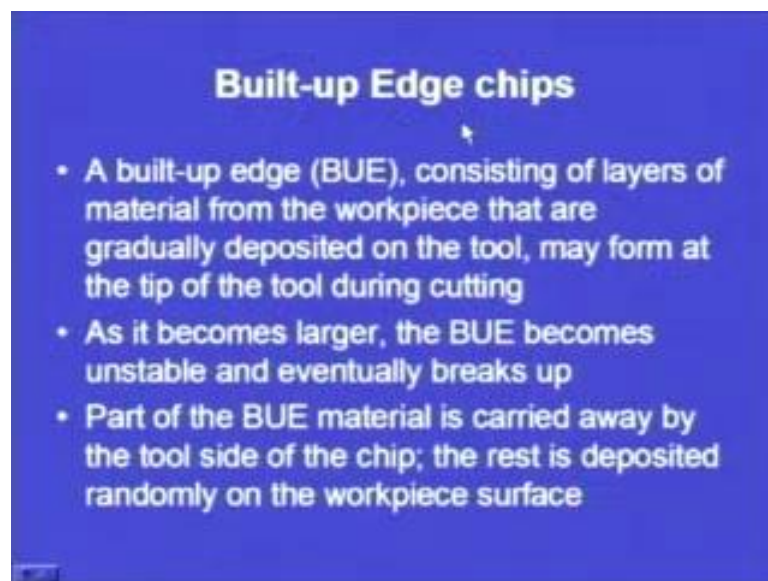 Built-up Edge chips
• A built-up edge (BUE), consisting of layers of
material from the workpiece that are
gradually deposited on the tool, may form at
the tip of the tool during cutting
• As it becomes larger, the BUE becomes
unstable and eventually breaks up
• Part of the BUE material is carried away by
the tool side of the chip; the rest is deposited
randomly on the workpiece surface